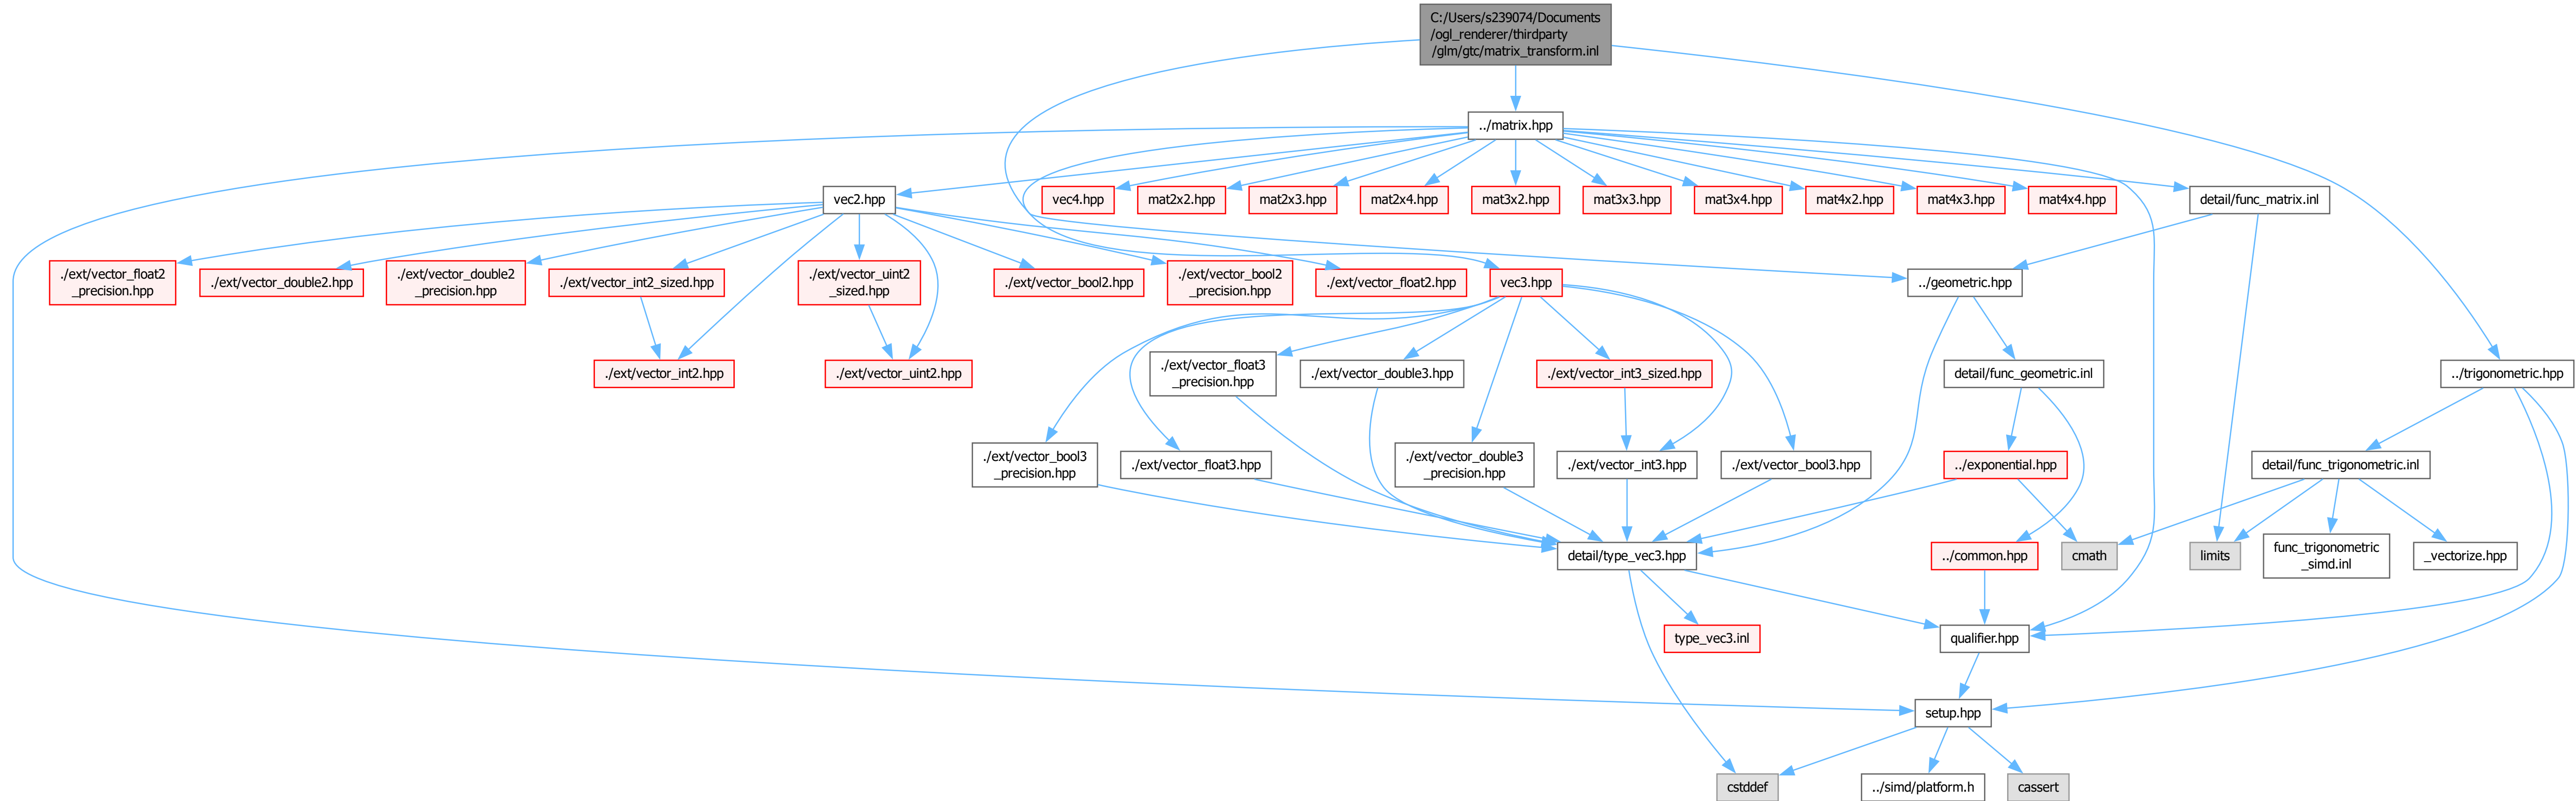 C:/Users/s239074/Documents
/ogl_renderer/thirdparty
/glm/gtc/matrix_transform.inl
../matrix.hpp
vec2.hpp
vec4.hpp
mat2x2.hpp
mat2x3.hpp
mat2x4.hpp
mat3x2.hpp
mat3x3.hpp
mat3x4.hpp
mat4x2.hpp
mat4x3.hpp
mat4x4.hpp
detail/func_matrix.inl
./ext/vector_float2
_precision.hpp
./ext/vector_double2.hpp
./ext/vector_double2
_precision.hpp
./ext/vector_int2_sized.hpp
./ext/vector_uint2
_sized.hpp
./ext/vector_bool2.hpp
./ext/vector_bool2
_precision.hpp
./ext/vector_float2.hpp
vec3.hpp
../geometric.hpp
./ext/vector_int2.hpp
./ext/vector_uint2.hpp
./ext/vector_float3
_precision.hpp
./ext/vector_double3.hpp
./ext/vector_int3_sized.hpp
detail/func_geometric.inl
../trigonometric.hpp
./ext/vector_bool3
_precision.hpp
./ext/vector_float3.hpp
./ext/vector_double3
_precision.hpp
./ext/vector_int3.hpp
./ext/vector_bool3.hpp
../exponential.hpp
detail/func_trigonometric.inl
detail/type_vec3.hpp
../common.hpp
cmath
limits
func_trigonometric
_simd.inl
_vectorize.hpp
type_vec3.inl
qualifier.hpp
setup.hpp
cstddef
../simd/platform.h
cassert